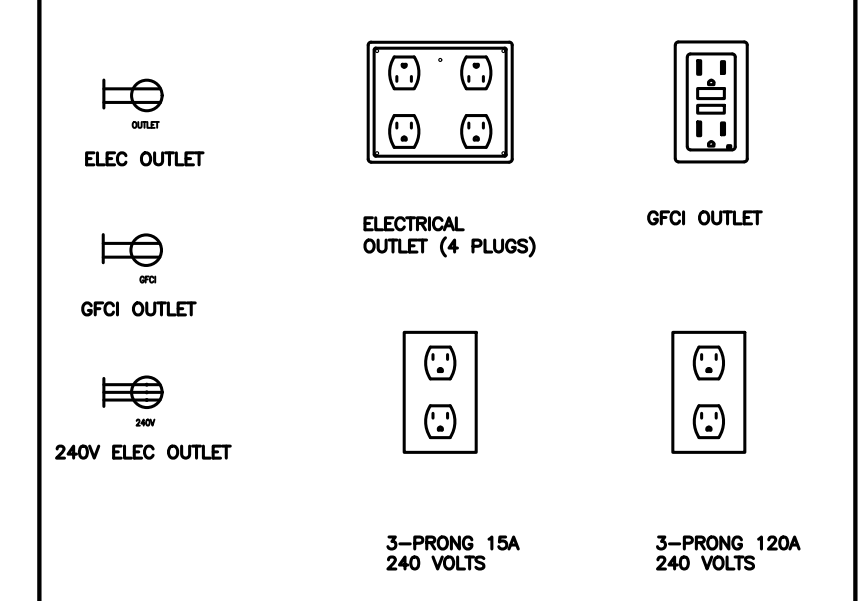 OUTLET
ELEC OUTLET
GFCI
GFCI OUTLET
240V
240V ELEC OUTLET
ELECTRICAL
OUTLET (4 PLUGS)
GFCI OUTLET
3-PRONG 15A
240 VOLTS
3-PRONG 120A
240 VOLTS